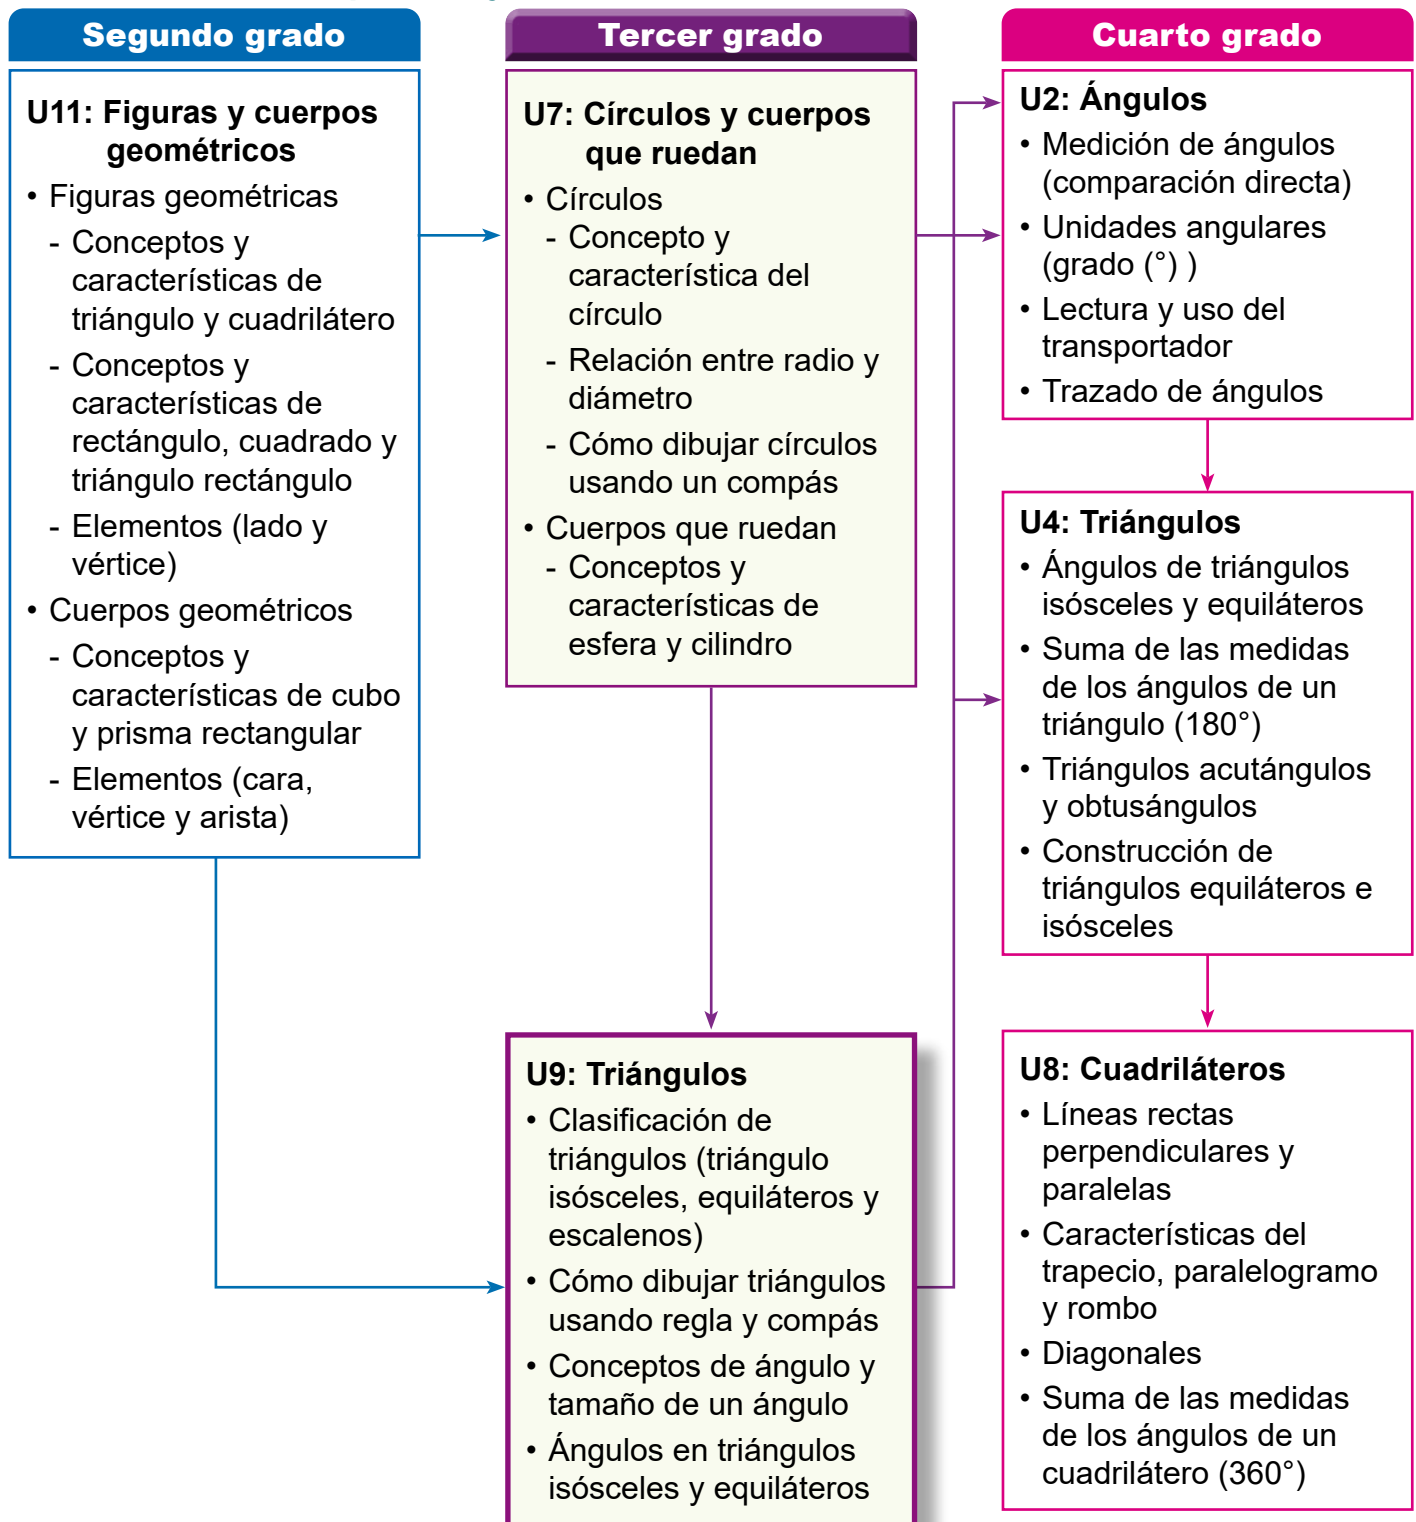 Segundo grado
U11: Figuras y cuerpos
geométricos
• Figuras geométricas
- Conceptos y
características de
triángulo y cuadrilátero
- Conceptos y
características de
rectángulo, cuadrado y
triángulo rectángulo
- Elementos (lado y
vértice)
• Cuerpos geométricos
- Conceptos y
características de cubo
y prisma rectangular
- Elementos (cara,
vértice y arista)
Tercer grado
U7: Círculos y cuerpos
que ruedan
• Círculos
- Concepto y
característica del
círculo
- Relación entre radio y
diámetro
- Cómo dibujar círculos
usando un compás
• Cuerpos que ruedan
- Conceptos y
características de
esfera y cilindro
U9: Triángulos
• Clasificación de
triángulos (triángulo
isósceles, equiláteros y
escalenos)
• Cómo dibujar triángulos
usando regla y compás
• Conceptos de ángulo y
tamaño de un ángulo
• Ángulos en triángulos
isósceles y equiláteros
Cuarto grado
U2: Ángulos
• Medición de ángulos
(comparación directa)
• Unidades angulares
(grado (°) )
• Lectura y uso del
transportador
• Trazado de ángulos
U4: Triángulos
• Ángulos de triángulos
isósceles y equiláteros
• Suma de las medidas
de los ángulos de un
triángulo (180°)
• Triángulos acutángulos
y obtusángulos
• Construcción de
triángulos equiláteros e
isósceles
U8: Cuadriláteros
• Líneas rectas
perpendiculares y
paralelas
• Características del
trapecio, paralelogramo
y rombo
• Diagonales
• Suma de las medidas
de los ángulos de un
cuadrilátero (360°)